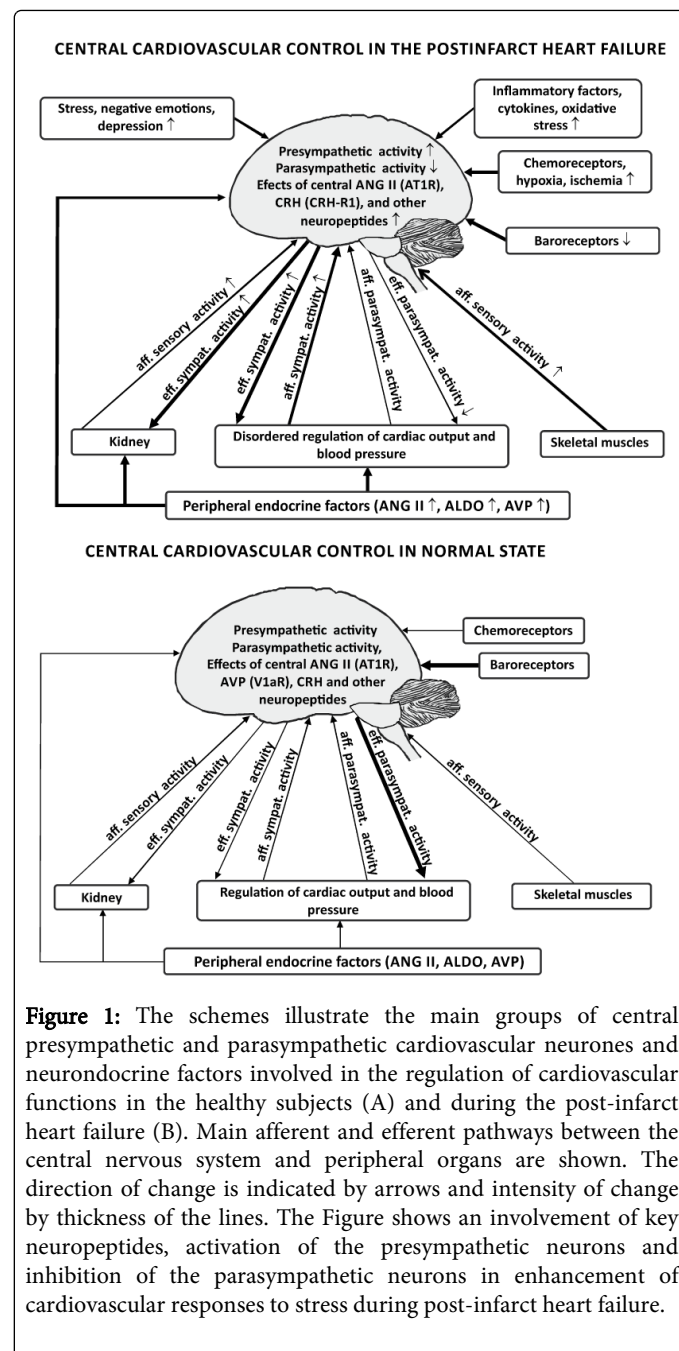 CENTRAL CARDIOVASCULAR CONTROL IN THE POSTINFARCT HEART FAILURE
Stress, negative emotions,
depression ↑
Inflammatory factors,
cytokines, oxidative
stress ↑
Presympathetic activity ↑
Parasympathetic activity ↓
Efects of central ANG II (AT1R),
CRH (CRH-R1), and other
neuropeptides ↑
Chemoreceptors,
hypoxia, ischemia ↑
Baroreceptors ↓
aff. sensory activity ↑
eff. sympat. activity ↑
eff. sympat. activity ↑
aff. sympat. activity ↑
aff. parasympat. activity
eff. parasympat. activity ↓
aff. sensory activity ↑
Kidney
Disordered regulation of cardiac output and
blood pressure
Skeletal muscles
Peripheral endocrine factors (ANG II ↑, ALDO ↑, AVP ↑)
CENTRAL CARDIOVASCULAR CONTROL IN NORMAL STATE
Presympathetic activity
Parasympathetic activity,
Effects of central ANG II (AT1R),
AVP (V1aR), CRH and other
neuropeptides
Chemoreceptors
Baroreceptors
aff. sensory activity
eff. sympat. activity
eff. sympat. activity
aff. sympat. activity
aff. parasympat. activity
eff. parasympat. activity
aff. sensory activity
Kidney
Regulation of cardiac output and blood
pressure
Skeletal muscles
Peripheral endocrine factors (ANG II, ALDO, AVP)
Figure 1: The schemes illustrate the main groups of central
presympathetic and parasympathetic cardiovascular neurones and
neurondocrine factors involved in the regulation of cardiovascular
functions in the healthy subjects (A) and during the post-infarct
heart failure (B). Main afferent and efferent pathways between the
central nervous system and peripheral organs are shown. The
direction of change is indicated by arrows and intensity of change
by thickness of the lines. The Figure shows an involvement of key
neuropeptides, activation of the presympathetic neurons and
inhibition of the parasympathetic neurons in enhancement of
cardiovascular responses to stress during post-infarct heart failure.